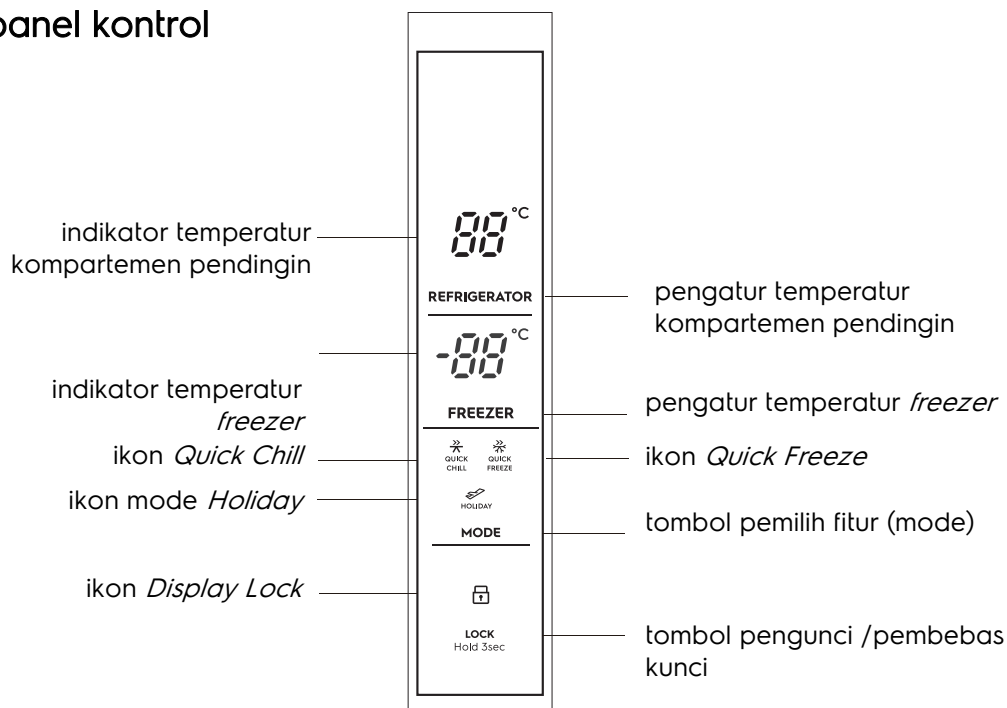 panel kontrol
indikator temperatur
kompartemen pendingin
88 °C
REFRIGERATOR
pengatur temperatur
kompartemen pendingin
-88 °C
indikator temperatur
freezer
FREEZER
pengatur temperatur freezer
ikon Quick Chill
QUICK
CHILL
QUICK
FREEZE
ikon Quick Freeze
ikon mode Holiday
HOLIDAY
MODE
tombol pemilih fitur (mode)
ikon Display Lock
LOCK
Hold 3sec
tombol pengunci /pembebas
kunci